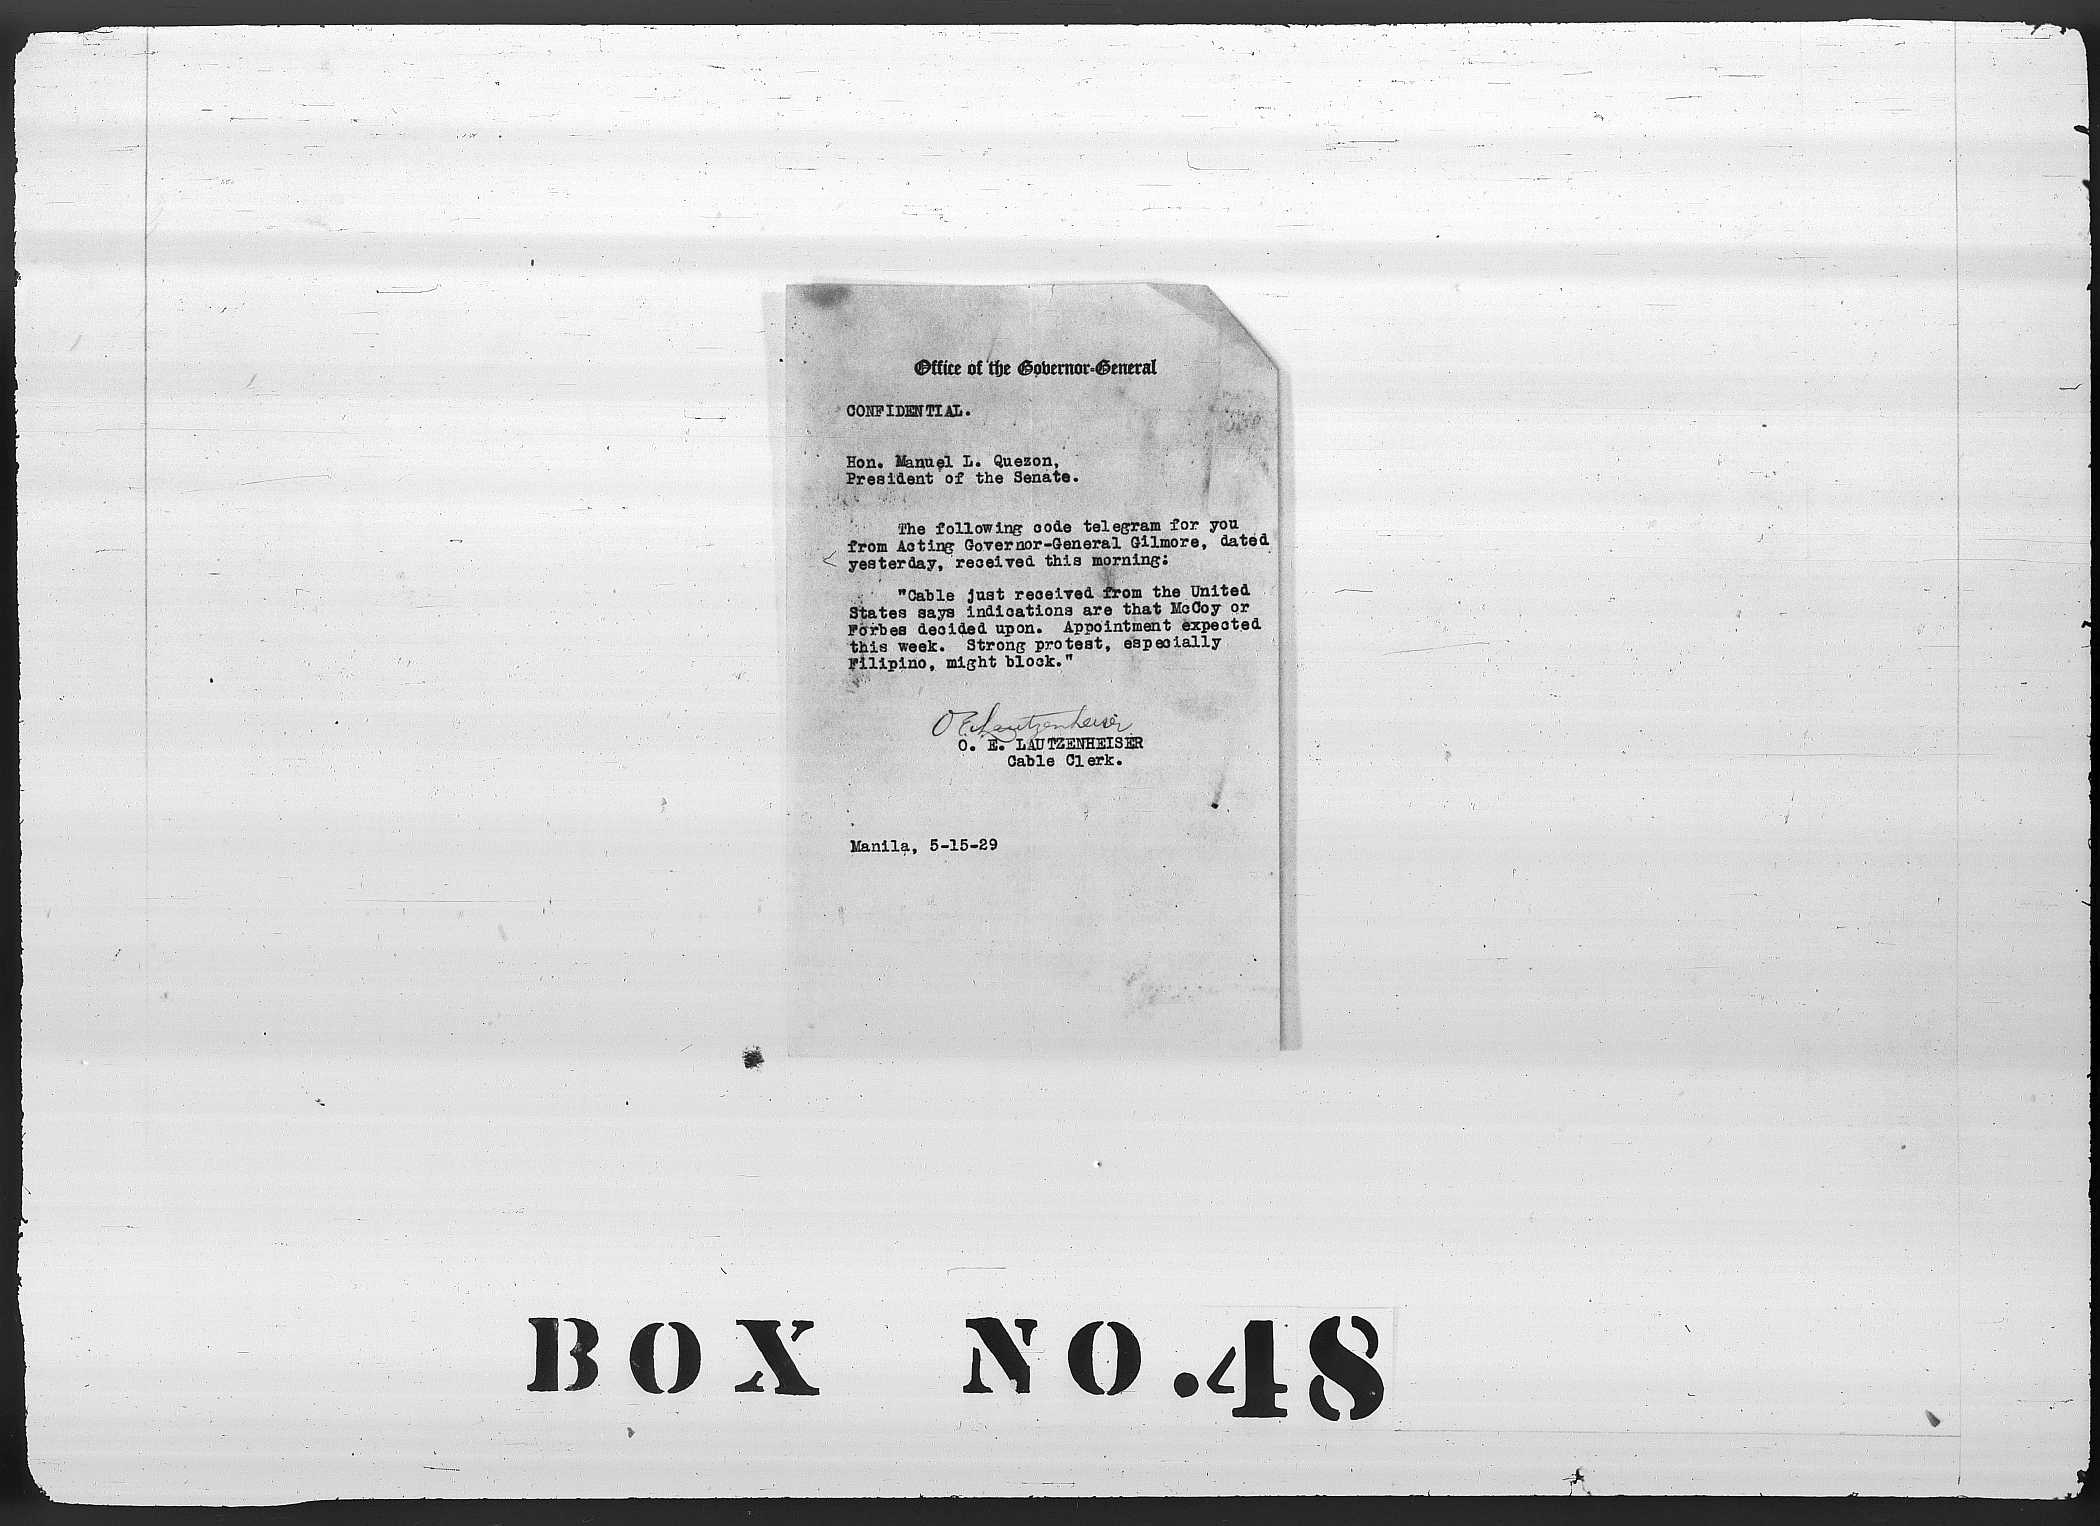 Office of the Governor-General
CONFIDENTIAL.
Hon. Manuel L. Quezon,
President of the Senate.
The following code telegram for you
from Acting Governor-General Gilmore, dated
yesterday, received this morning:
"Cable just received from the United
States says indications are that McCoy or
Forbes decided upon. Appointment expected
this week. Strong protest, especially
Filipino, might block."
O E Lautzenheiser
O. E. LAUTZENHEISER
Cable Clerk.
Manila, 5-15-29
BOX NO. 48